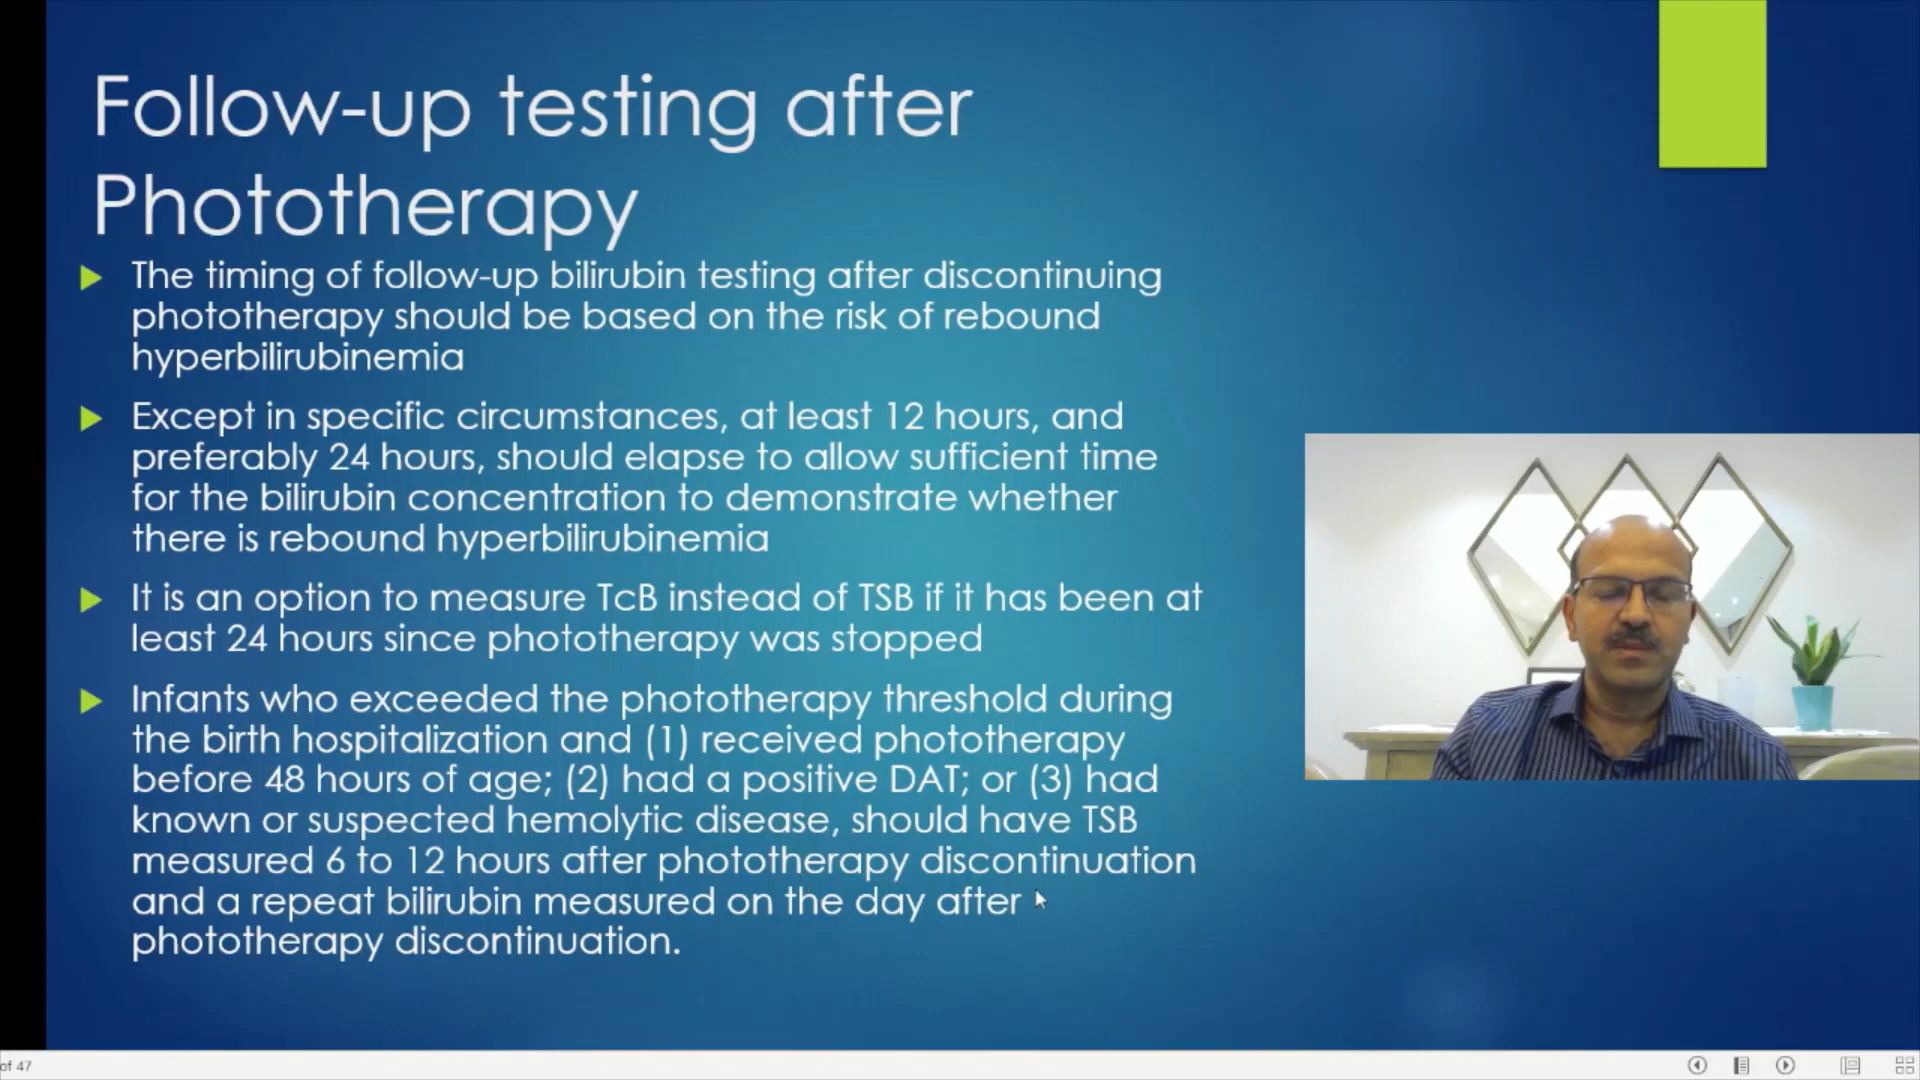 Follow-up testing after
Phototherapy
The timing of follow-up bilirubin testing after discontinuing
phototherapy should be based on the risk of rebound
hyperbilirubinemia
Except in specific circumstances, at least 12 hours, and
preferably 24 hours, should elapse to allow sufficient time
for the bilirubin concentration to demonstrate whether
there is rebound hyperbilirubinemia
It is an option to measure TcB instead of TSB if it has been at
least 24 hours since phototherapy was stopped
Infants who exceeded the phototherapy threshold during
the birth hospitalization and (1) received phototherapy
before 48 hours of age; (2) had a positive DAT; or (3) had
known or suspected hemolytic disease, should have TSB
measured 6 to 12 hours after phototherapy discontinuation
and a repeat bilirubin measured on the day after
phototherapy discontinuation.
of 47